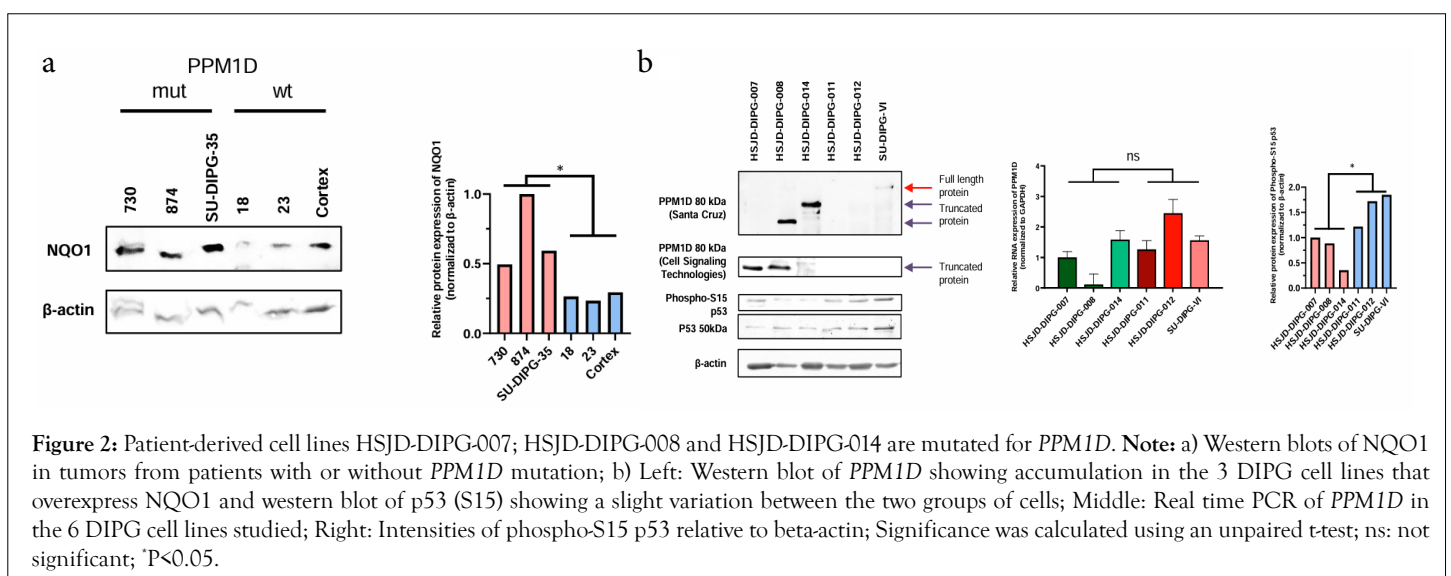 a
PPM1D
mut
wt
730
874
SU-DIPG-35
18
23
Cortex
NQO1
β-actin
Relative protein expression of NQO1
(normalizad to β-actin)
1.0
0.5
0.0
*
730
874
SU-DIPG-35
18
23
Cortex
b
HSJD-DIPG-007
HSJD-DIPG-008
HSJD-DIPG-014
HSJD-DIPG-011
HSJD-DIPG-012
SU-DIPG-VI
PPM1D 80 kDa
(Santa Cruz)
Full length
protein
Truncated
protein
PPM1D 80 kDa
(Cell Signaling
Technologies)
Truncated
protein
Phospho-S15
p53
P53 50kDa
β-actin
Relative RNA expression of PPM1D
(normalized to GAPDH)
4
3
2
1
0
ns
HSJD-DIPG-007
HSJD-DIPG-008
HSJD-DIPG-014
HSJD-DIPG-011
HSJD-DIPG-012
SU-DIPG-VI
Relative protein expression of Phospho-S15 p53
(normalized to β-actin)
2.0
1.5
1.0
0.5
0.0
*
HSJD-DIPG-007
HSJD-DIPG-008
HSJD-DIPG-014
HSJD-DIPG-011
HSJD-DIPG-012
SU-DIPG-VI
Figure 2: Patient-derived cell lines HSJD-DIPG-007; HSJD-DIPG-008 and HSJD-DIPG-014 are mutated for PPM1D. Note: a) Western blots of NQO1
in tumors from patients with or without PPM1D mutation; b) Left: Western blot of PPM1D showing accumulation in the 3 DIPG cell lines that
overexpress NQO1 and western blot of p53 (S15) showing a slight variation between the two groups of cells; Middle: Real time PCR of PPM1D in
the 6 DIPG cell lines studied; Right: Intensities of phospho-S15 p53 relative to beta-actin; Significance was calculated using an unpaired t-test; ns: not
significant; *P<0.05.